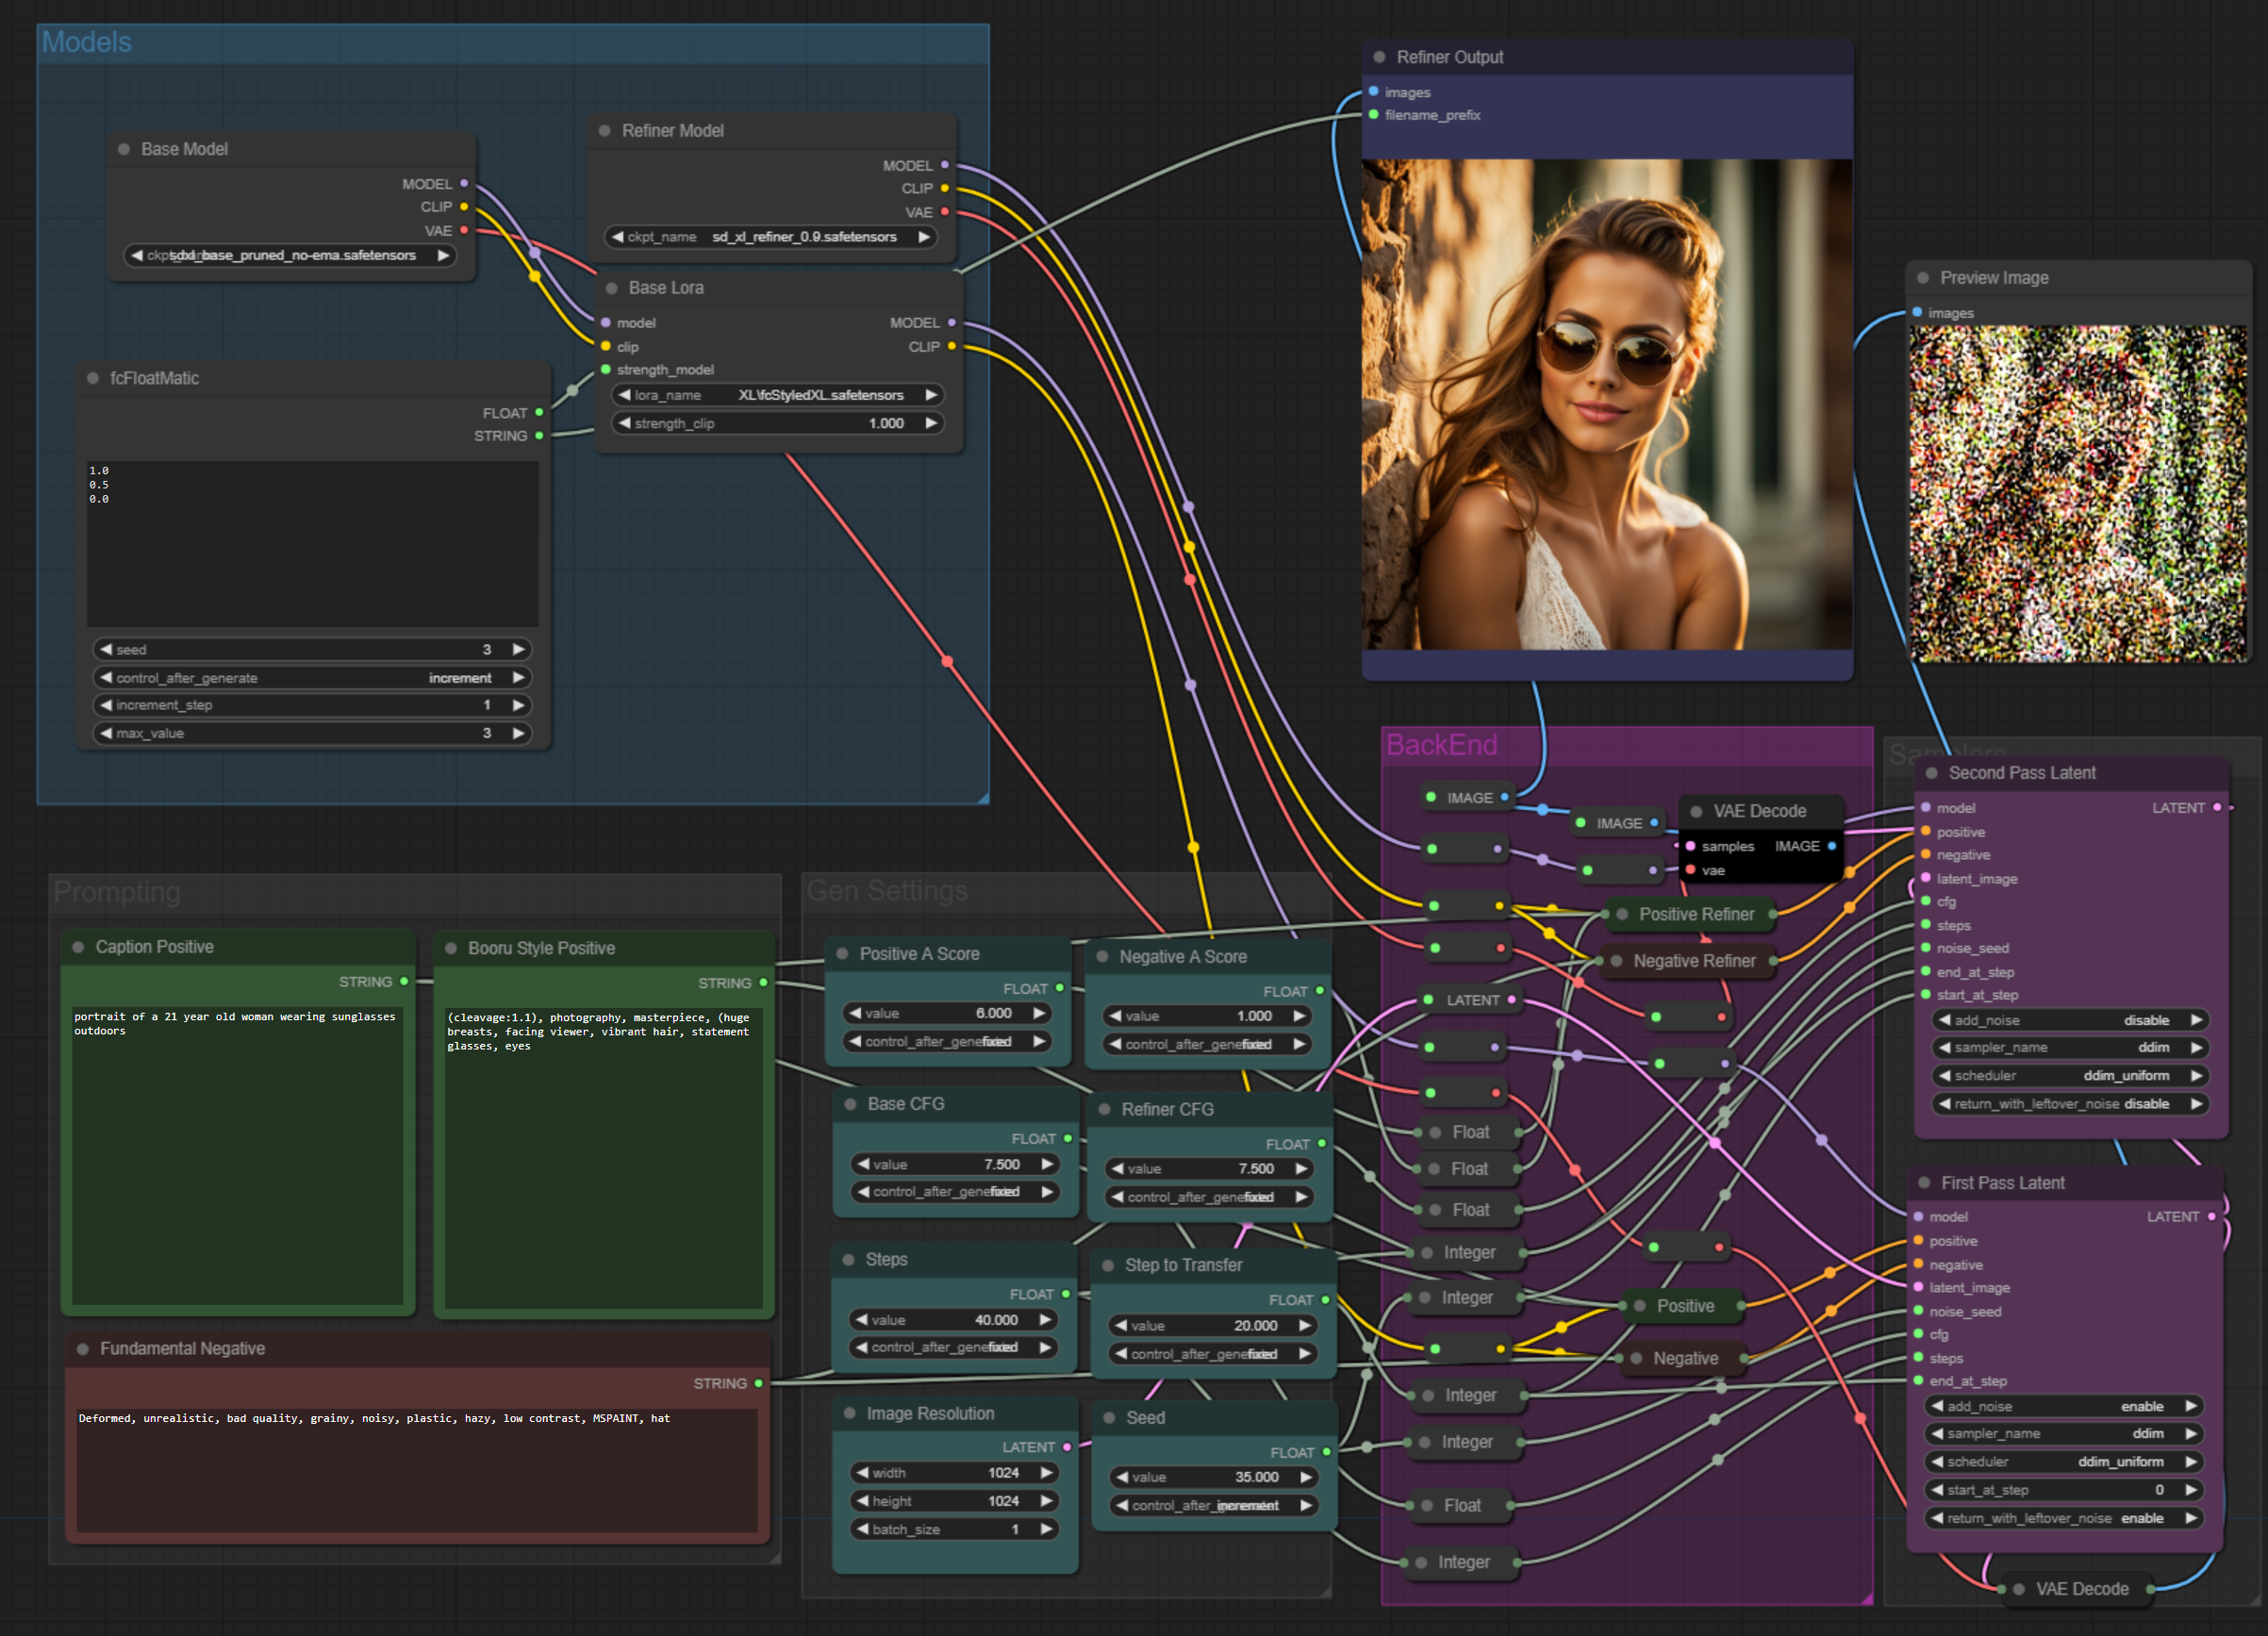 Models
Base Model
MODEL
CLIP
VAE
sdxl_base_pruned_no-ema.safetensors
Refiner Model
MODEL
CLIP
VAE
ckpt_name sd_xl_refiner_0.9.safetensors
Base Lora
model MODEL
clip CLIP
strength_model
lora_name XL\fcStyledXL.safetensors
strength_clip 1.000
fcFloatMatic
FLOAT
STRING
1.0
0.5
0.0
seed 3
control_after_generate increment
increment_step 1
max_value 3
Refiner Output
images
filename_prefix
Preview Image
images
Prompting
Caption Positive
STRING
portrait of a 21 year old woman wearing sunglasses
outdoors
Booru Style Positive
STRING
(cleavage:1.1), photography, masterpiece, (huge
breasts, facing viewer, vibrant hair, statement
glasses, eyes
Fundamental Negative
STRING
Deformed, unrealistic, bad quality, grainy, noisy, plastic, hazy, low contrast, MSPAINT, hat
Gen Settings
Positive A Score
FLOAT
value 6.000
fixed
Negative A Score
FLOAT
value 1.000
fixed
Base CFG
FLOAT
value 7.500
fixed
Refiner CFG
FLOAT
value 7.500
fixed
Steps
FLOAT
value 40.000
fixed
Step to Transfer
FLOAT
value 20.000
fixed
Image Resolution
LATENT
width 1024
height 1024
batch_size 1
Seed
FLOAT
value 35.000
increment
BackEnd
IMAGE
IMAGE
VAE Decode
samples IMAGE
vae
Positive Refiner
Negative Refiner
LATENT
Float
Float
Float
Integer
Integer
Positive
Negative
Integer
Integer
Float
Integer
Samplers
Second Pass Latent
model LATENT
positive
negative
latent_image
cfg
steps
noise_seed
end_at_step
start_at_step
add_noise disable
sampler_name ddim
scheduler ddim_uniform
return_with_leftover_noise disable
First Pass Latent
model LATENT
positive
negative
latent_image
noise_seed
cfg
steps
end_at_step
add_noise enable
sampler_name ddim
scheduler ddim_uniform
start_at_step 0
return_with_leftover_noise enable
VAE Decode